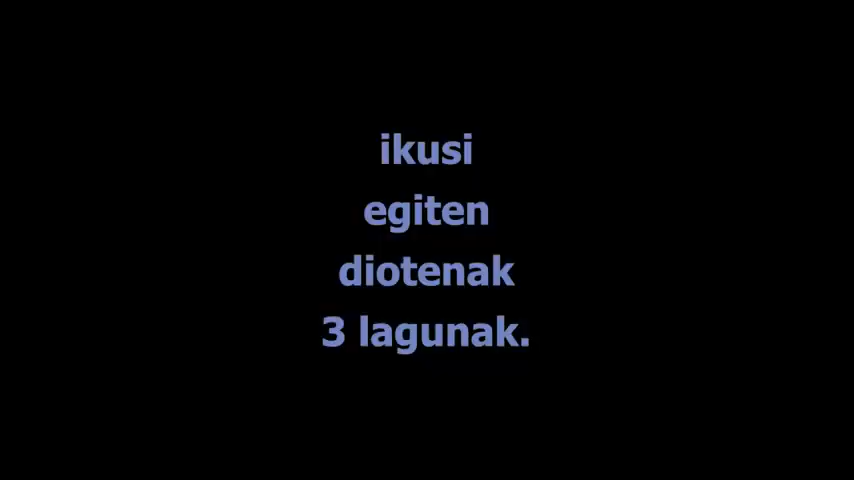 ikusi
egiten
diotenak
3 lagunak.